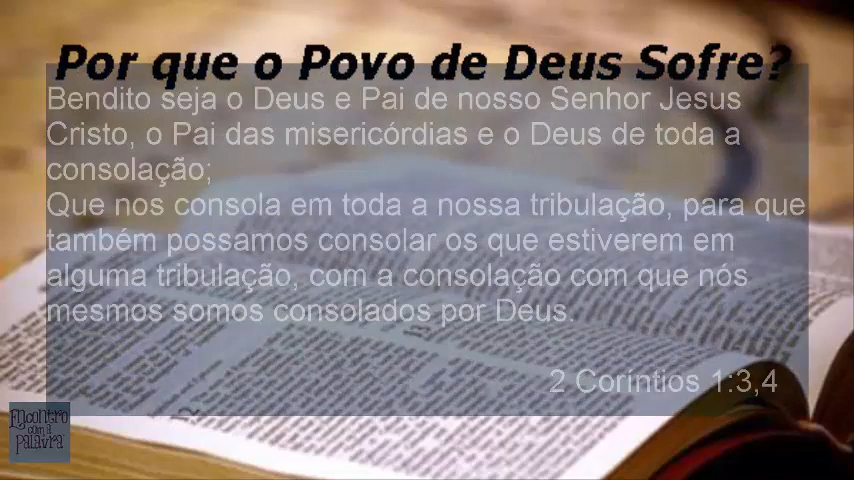 Por que o Povo de Deus Sofre?
Bendito seja o Deus e Pai de nosso Senhor Jesus
Cristo, o Pai das misericórdias e o Deus de toda a
consolação;
Que nos consola em toda a nossa tribulação, para que
também possamos consolar os que estiverem em
alguma tribulação, com a consolação com que nós
mesmos somos consolados por Deus.
2 Coríntios 1:3,4
Encontro
com a
Palavra